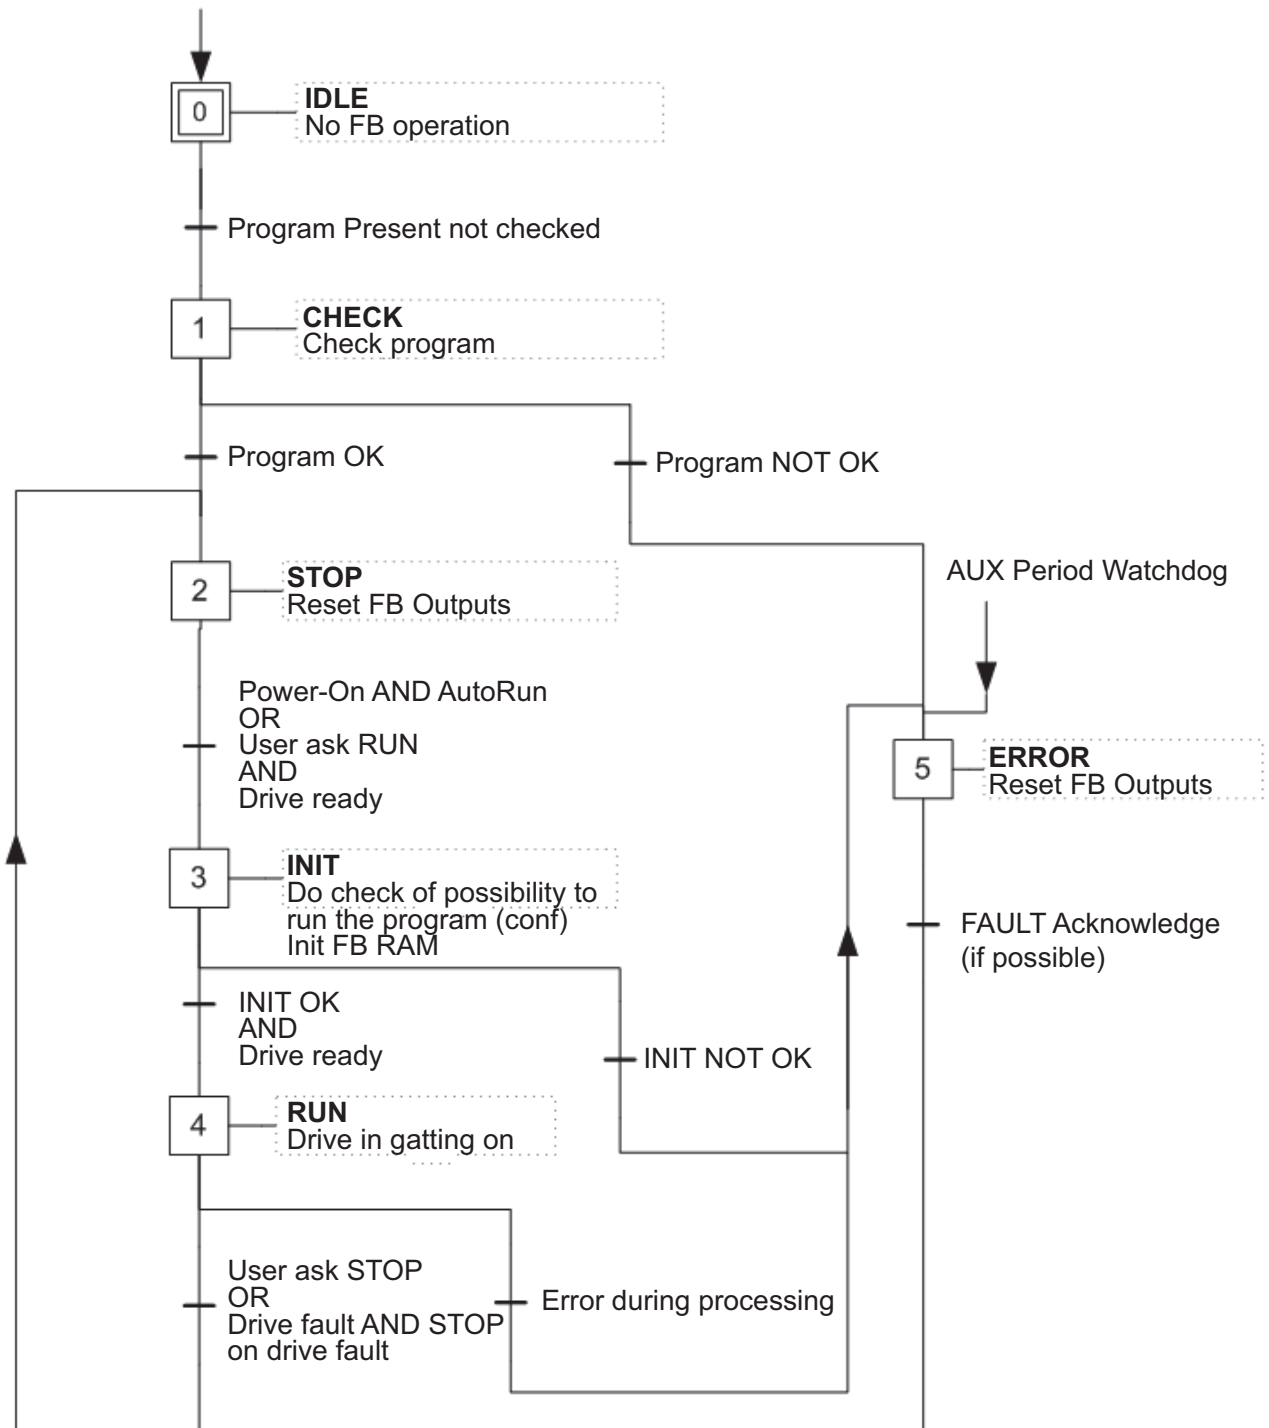 0
IDLE
No FB operation
Program Present not checked
1
CHECK
Check program
Program OK
Program NOT OK
2
STOP
Reset FB Outputs
AUX Period Watchdog
Power-On AND AutoRun
OR
User ask RUN
AND
Drive ready
5
ERROR
Reset FB Outputs
3
INIT
Do check of possibility to
run the program (conf)
Init FB RAM
FAULT Acknowledge
(if possible)
INIT OK
AND
Drive ready
INIT NOT OK
4
RUN
Drive in gatting on
User ask STOP
OR
Drive fault AND STOP
on drive fault
Error during processing